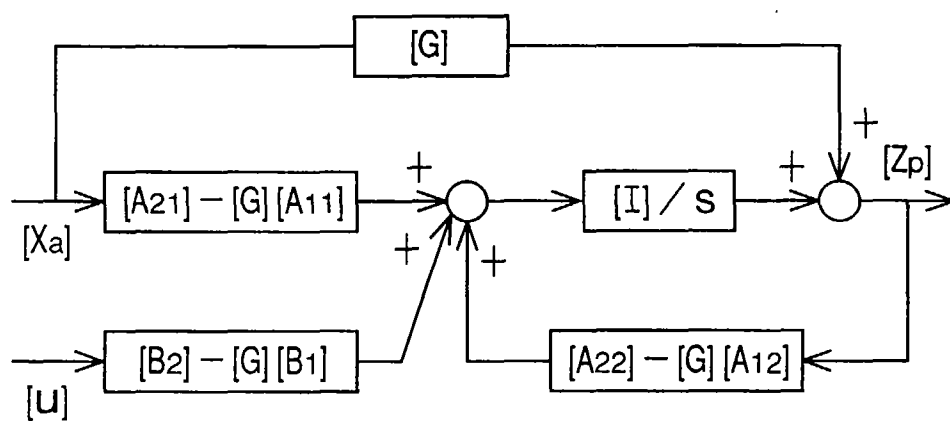 [G]
+
[Zp]
[A21] − [G] [A11]
+
[I] / S
+
[Xa]
+
+
[B2] − [G] [B1]
[A22] − [G] [A12]
[u]